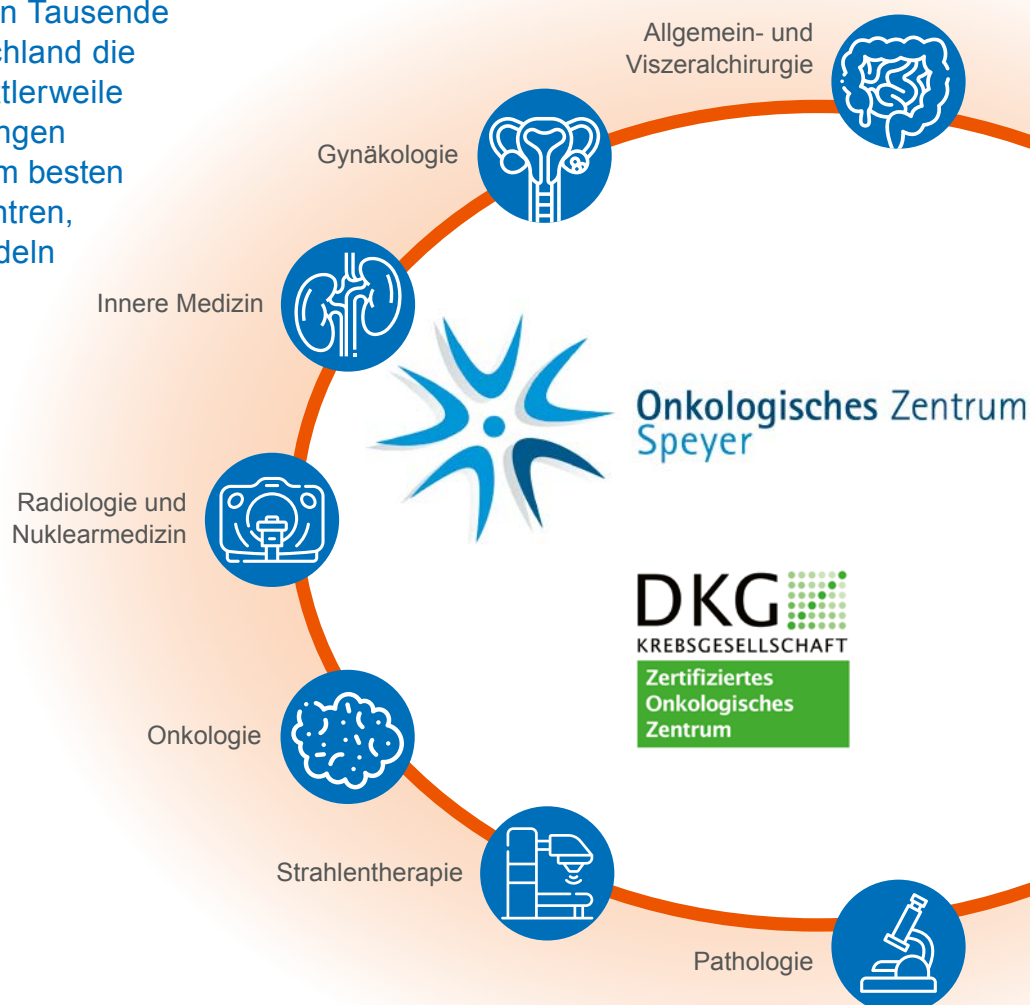 n Tausende
chland die
ttlerweile
ngen
m besten
ntren,
deln
Allgemein- und
Viszeralchirurgie
Gynäkologie
Innere Medizin
Radiologie und
Nuklearmedizin
Onkologie
Strahlentherapie
Pathologie
Onkologisches Zentrum
Speyer
DKG
KREBSGESELLSCHAFT
Zertifiziertes
Onkologisches
Zentrum